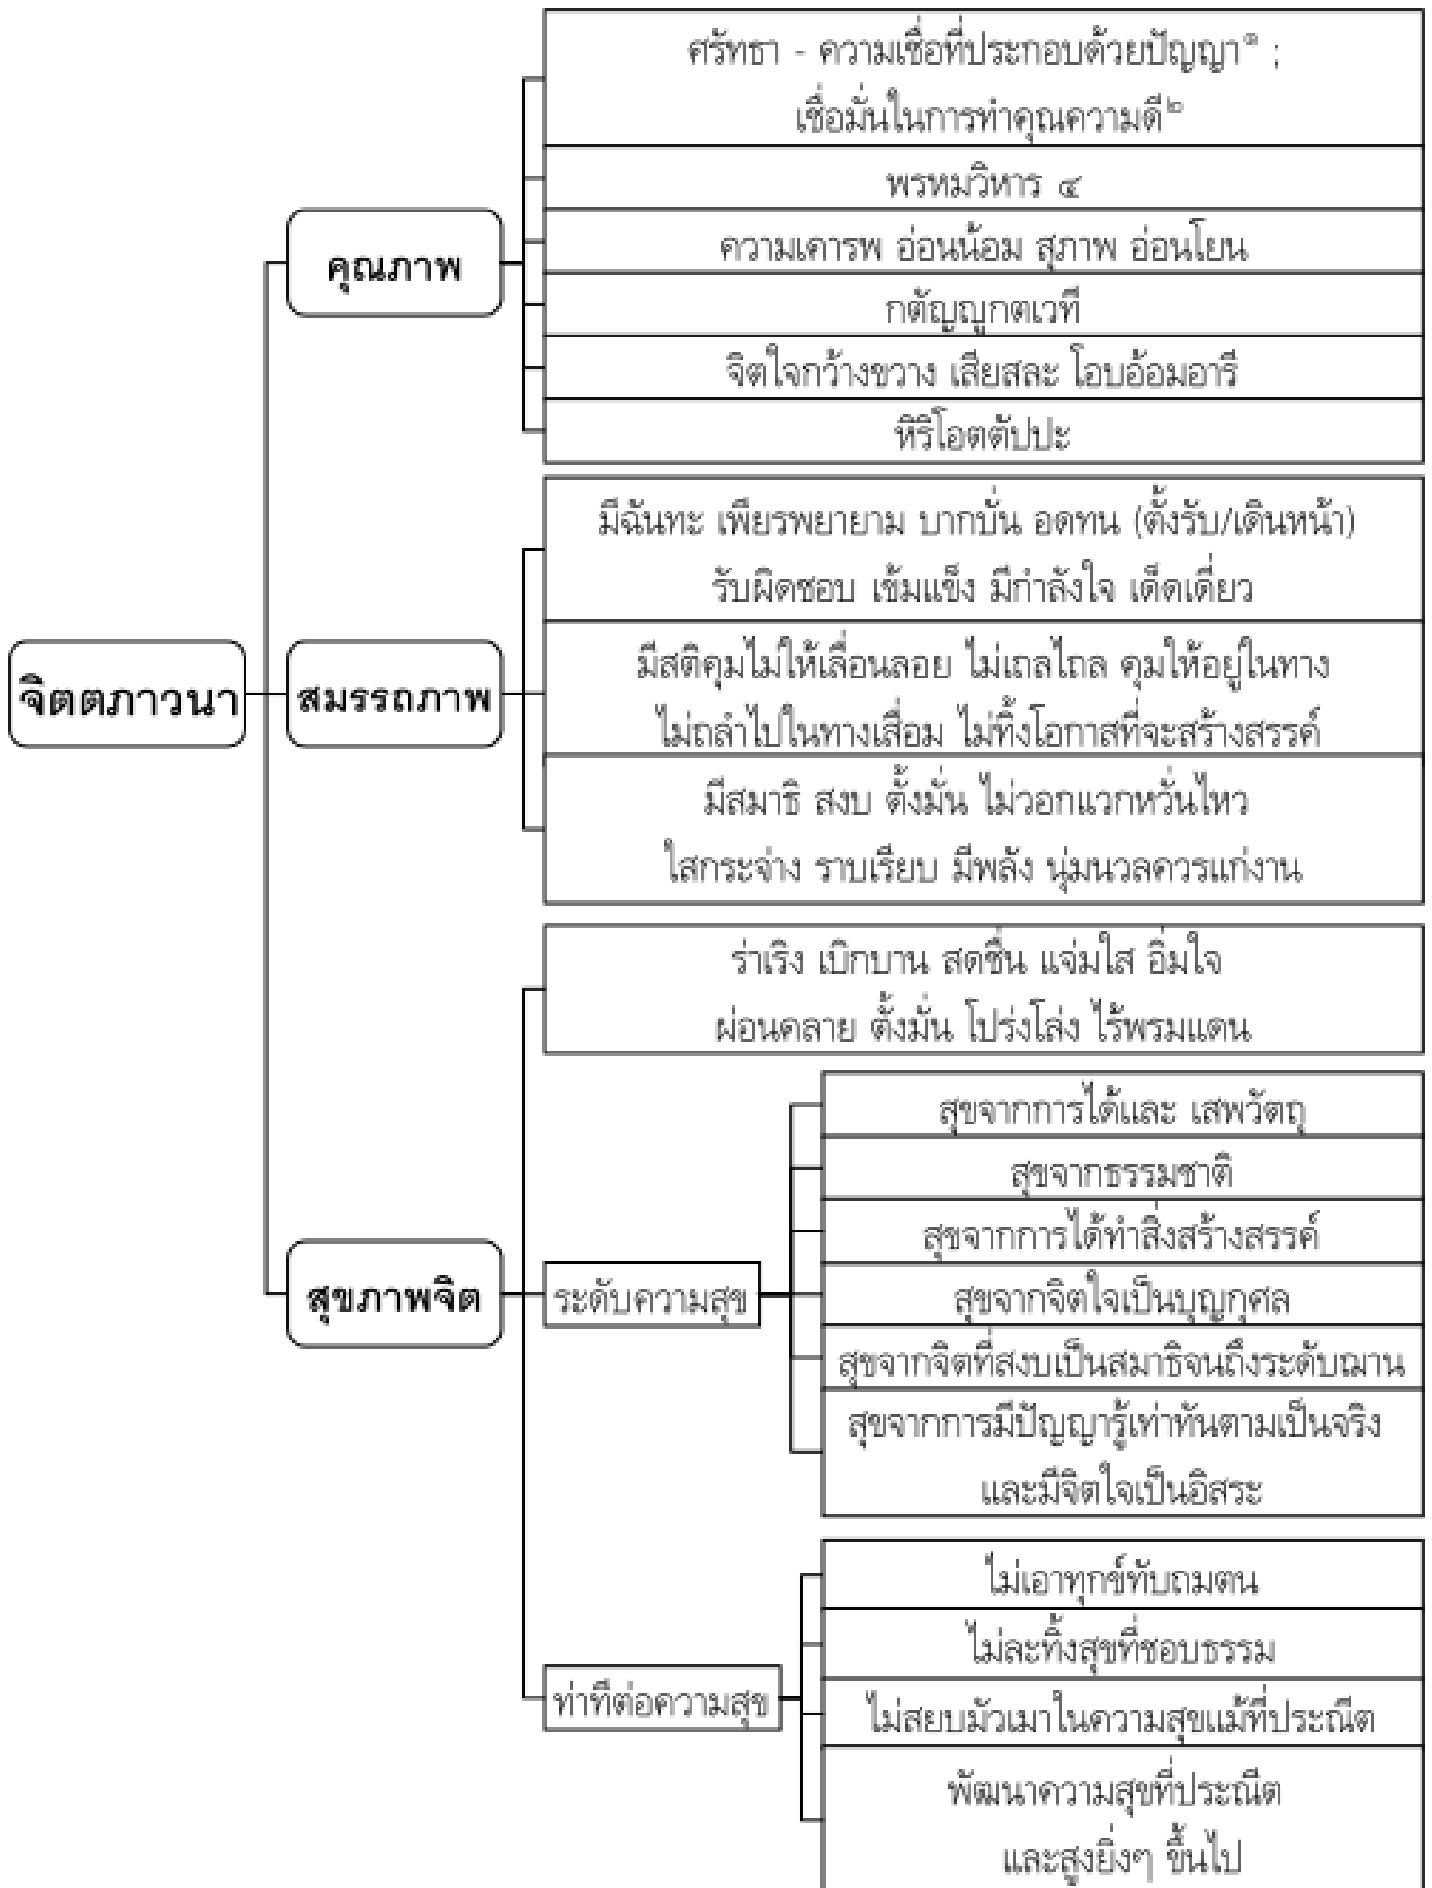 ศรัทธา - ความเชื่อที่ประกอบด้วยปัญญา๑ ;
เชื่อมั่นในการทำคุณความดี๒
พรหมวิหาร ๔
คุณภาพ
ความเคารพ อ่อนน้อม สุภาพ อ่อนโยน
กตัญญูกตเวที
จิตใจกว้างขวาง เสียสละ โอบอ้อมอารี
หิริโอตตัปปะ
มีฉันทะ เพียรพยายาม บากบั่น อดทน (ตั้งรับ/เดินหน้า)
รับผิดชอบ เข้มแข็ง มีกำลังใจ เด็ดเดี่ยว
จิตตภาวนา
สมรรถภาพ
มีสติคุมไม่ให้เลื่อนลอย ไม่เถลไถล คุมให้อยู่ในทาง
ไม่ถลำไปในทางเสื่อม ไม่ทิ้งโอกาสที่จะสร้างสรรค์
มีสมาธิ สงบ ตั้งมั่น ไม่วอกแวกหวั่นไหว
ใสกระจ่าง ราบเรียบ มีพลัง นุ่มนวลควรแก่งาน
ร่าเริง เบิกบาน สดชื่น แจ่มใส อิ่มใจ
ผ่อนคลาย ตั้งมั่น โปร่งโล่ง ไร้พรมแดน
สุขภาพจิต
ระดับความสุข
สุขจากการได้และ เสพวัตถุ
สุขจากธรรมชาติ
สุขจากการได้ทำสิ่งสร้างสรรค์
สุขจากจิตใจเป็นบุญกุศล
สุขจากจิตที่สงบเป็นสมาธิจนถึงระดับฌาน
สุขจากการมีปัญญารู้เท่าทันตามเป็นจริง
และมีจิตใจเป็นอิสระ
ท่าทีต่อความสุข
ไม่เอาทุกข์ทับถมตน
ไม่ละทิ้งสุขที่ชอบธรรม
ไม่สยบมัวเมาในความสุขแม้ที่ประณีต
พัฒนาความสุขที่ประณีต
และสูงยิ่งๆ ขึ้นไป